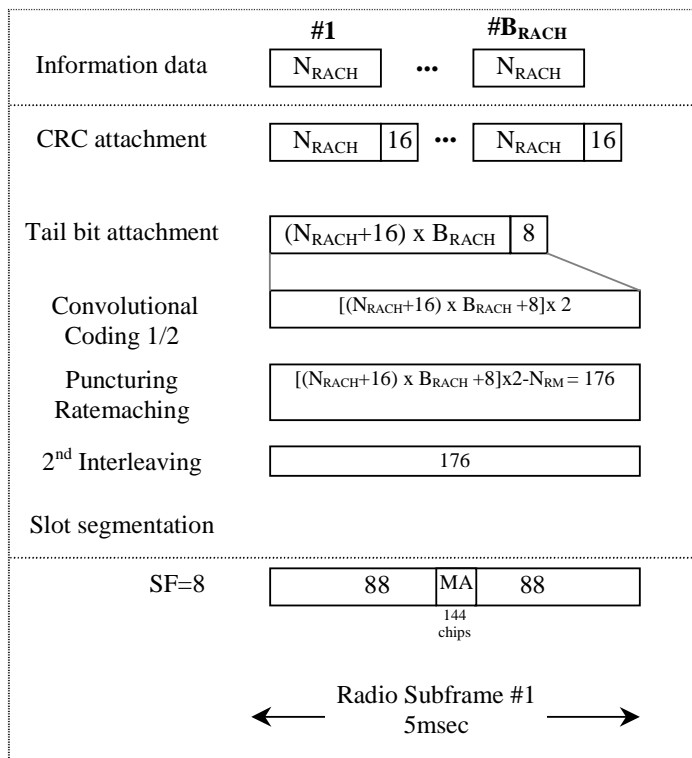 #1 #B_RACH
Information data N_RACH ... N_RACH
CRC attachment N_RACH 16 ... N_RACH 16
Tail bit attachment (N_RACH+16) x B_RACH 8
Convolutional Coding 1/2
[(N_RACH+16) x B_RACH +8]x 2
Puncturing Ratemaching
[(N_RACH+16) x B_RACH +8]x2-N_RM = 176
2nd Interleaving 176
Slot segmentation
SF=8 88 MA 88
144
chips
Radio Subframe #1
5msec